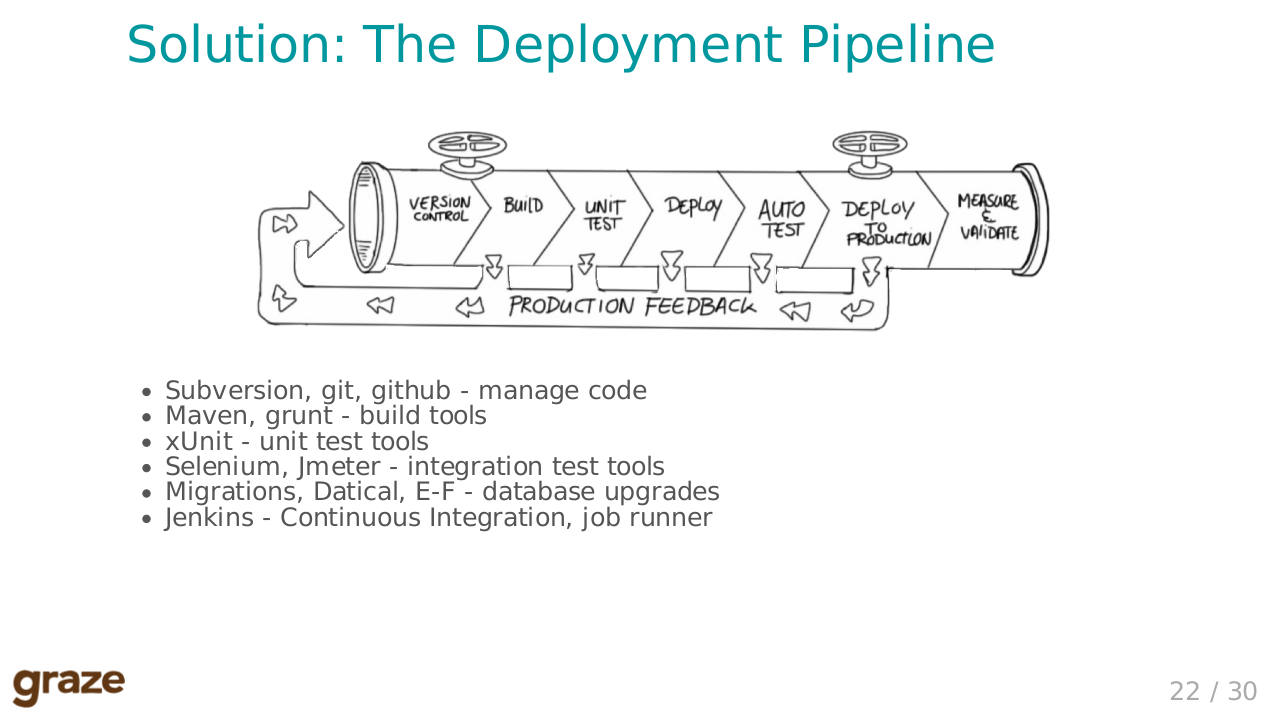 Solution: The Deployment Pipeline
VERSION
CONTROL
BUILD
UNIT
TEST
DEPLOY
AUTO
TEST
DEPLOY
TO
PRODUCTION
MEASURE
&
VALIDATE
PRODUCTION FEEDBACK
• Subversion, git, github - manage code
• Maven, grunt - build tools
• xUnit - unit test tools
• Selenium, Jmeter - integration test tools
• Migrations, Datical, E-F - database upgrades
• Jenkins - Continuous Integration, job runner
graze
22 / 30